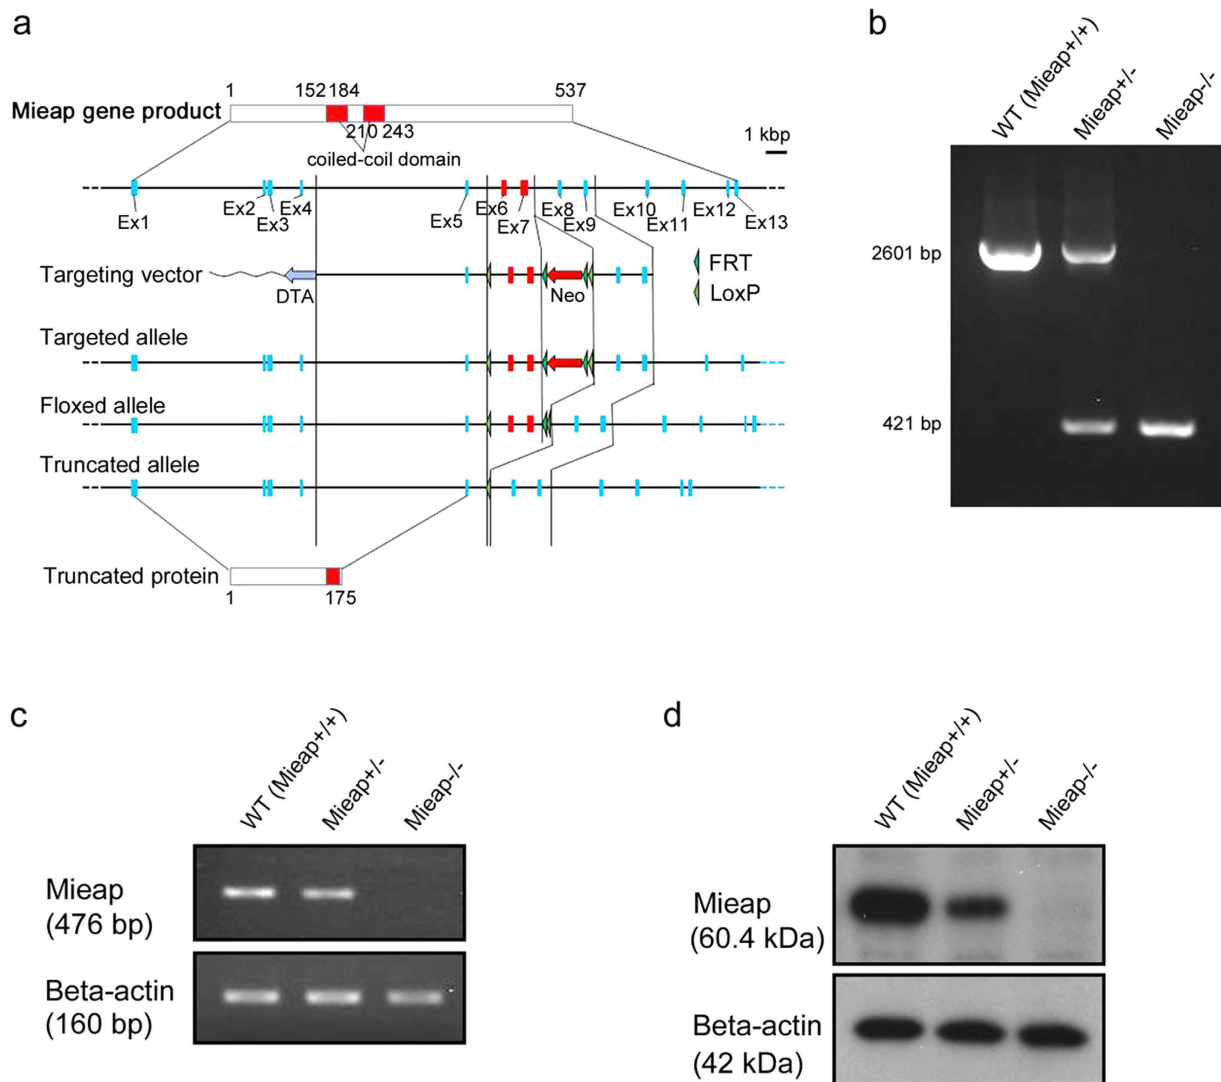 a
1 152 184 537
Mieap gene product
210 243
coiled-coil domain
1 kbp
Ex1 Ex2 Ex3 Ex4 Ex5 Ex6 Ex7 Ex8 Ex9 Ex10 Ex11 Ex12 Ex13
Targeting vector
DTA
Neo
FRT
LoxP
Targeted allele
Floxed allele
Truncated allele
Truncated protein
1 175
b
WT (Mieap+/+)
Mieap+/-
Mieap-/-
2601 bp
421 bp
c
WT (Mieap+/+)
Mieap+/-
Mieap-/-
Mieap
(476 bp)
Beta-actin
(160 bp)
d
WT (Mieap+/+)
Mieap+/-
Mieap-/-
Mieap
(60.4 kDa)
Beta-actin
(42 kDa)